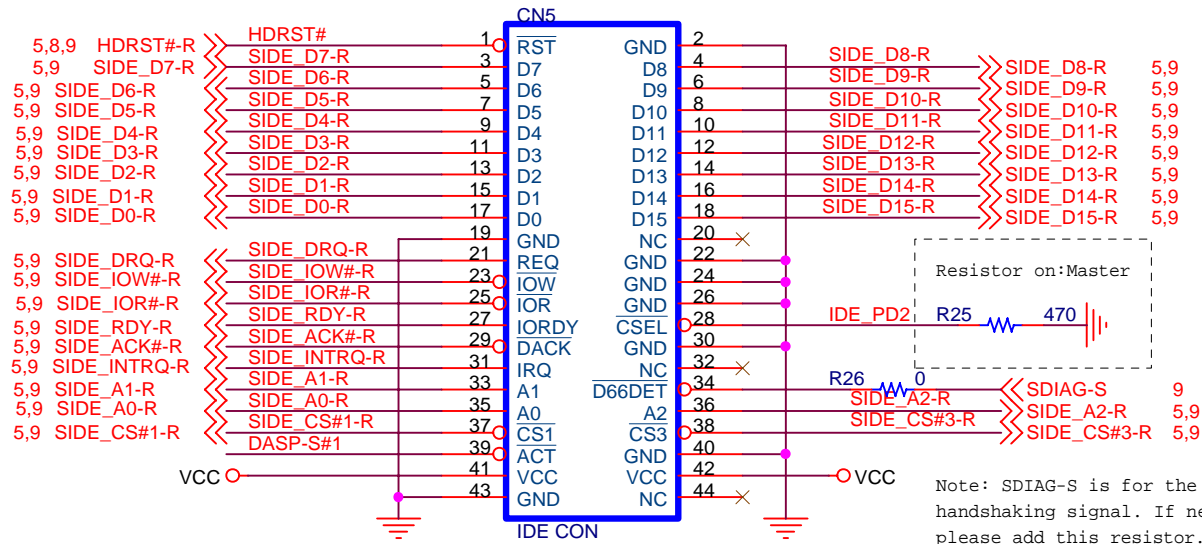 CN5
5,8,9 HDRST#-R HDRST# 1 RST GND 2
5,9 SIDE_D7-R SIDE_D7-R 3 D7 D8 4 SIDE_D8-R SIDE_D8-R 5,9
5,9 SIDE_D6-R SIDE_D6-R 5 D6 D9 6 SIDE_D9-R SIDE_D9-R 5,9
5,9 SIDE_D5-R SIDE_D5-R 7 D5 D10 8 SIDE_D10-R SIDE_D10-R 5,9
5,9 SIDE_D4-R SIDE_D4-R 9 D4 D11 10 SIDE_D11-R SIDE_D11-R 5,9
5,9 SIDE_D3-R SIDE_D3-R 11 D3 D12 12 SIDE_D12-R SIDE_D12-R 5,9
5,9 SIDE_D2-R SIDE_D2-R 13 D2 D13 14 SIDE_D13-R SIDE_D13-R 5,9
5,9 SIDE_D1-R SIDE_D1-R 15 D1 D14 16 SIDE_D14-R SIDE_D14-R 5,9
5,9 SIDE_D0-R SIDE_D0-R 17 D0 D15 18 SIDE_D15-R SIDE_D15-R 5,9
19 GND NC 20
5,9 SIDE_DRQ-R SIDE_DRQ-R 21 REQ GND 22
5,9 SIDE_IOW#-R SIDE_IOW#-R 23 IOW GND 24 Resistor on:Master
5,9 SIDE_IOR#-R SIDE_IOR#-R 25 IOR GND 26
5,9 SIDE_RDY-R SIDE_RDY-R 27 IORDY CSEL 28 IDE_PD2 R25 470
5,9 SIDE_ACK#-R SIDE_ACK#-R 29 DACK GND 30
5,9 SIDE_INTRQ-R SIDE_INTRQ-R 31 IRQ NC 32
5,9 SIDE_A1-R SIDE_A1-R 33 A1 D66DET 34 R26 0 SDIAG-S 9
5,9 SIDE_A0-R SIDE_A0-R 35 A0 A2 36 SIDE_A2-R SIDE_A2-R 5,9
5,9 SIDE_CS#1-R SIDE_CS#1-R 37 CS1 CS3 38 SIDE_CS#3-R SIDE_CS#3-R 5,9
DASP-S#1 39 ACT GND 40
VCC 41 VCC VCC 42 VCC
43 GND NC 44
IDE CON
Note: SDIAG-S is for the
handshaking signal. If ne
please add this resistor.